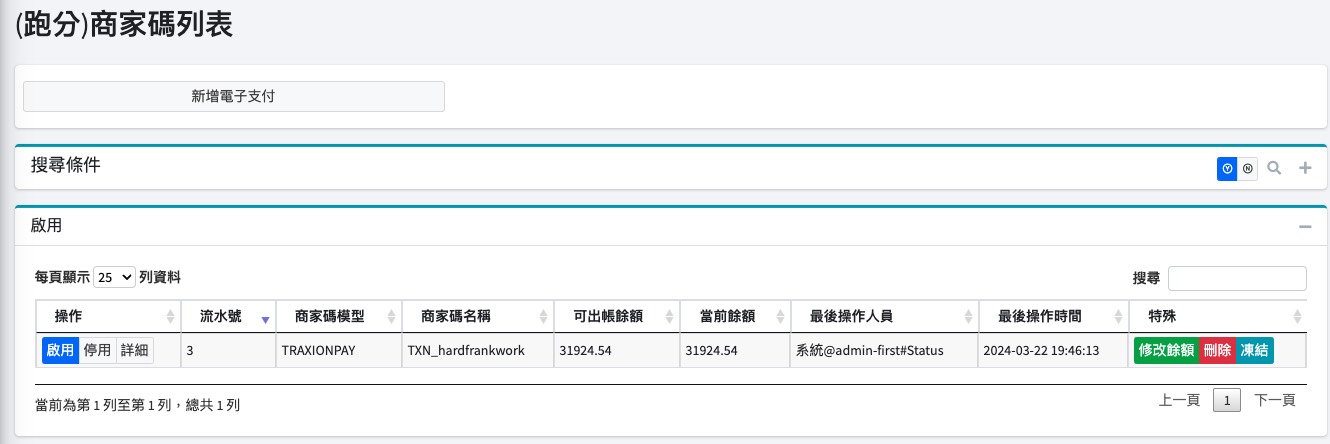 (跑分)商家碼列表
新增電子支付
搜尋條件
Y N
啟用
每頁顯示 25 列資料 搜尋
操作 流水號 商家碼模型 商家碼名稱 可出帳餘額 當前餘額 最後操作人員 最後操作時間 特殊
啟用 停用 詳細 3 TRAXIONPAY TXN_hardfrankwork 31924.54 31924.54 系統@admin-first#Status 2024-03-22 19:46:13 修改餘額 刪除 凍結
當前為第 1 列至第 1 列，總共 1 列 上一頁 1 下一頁